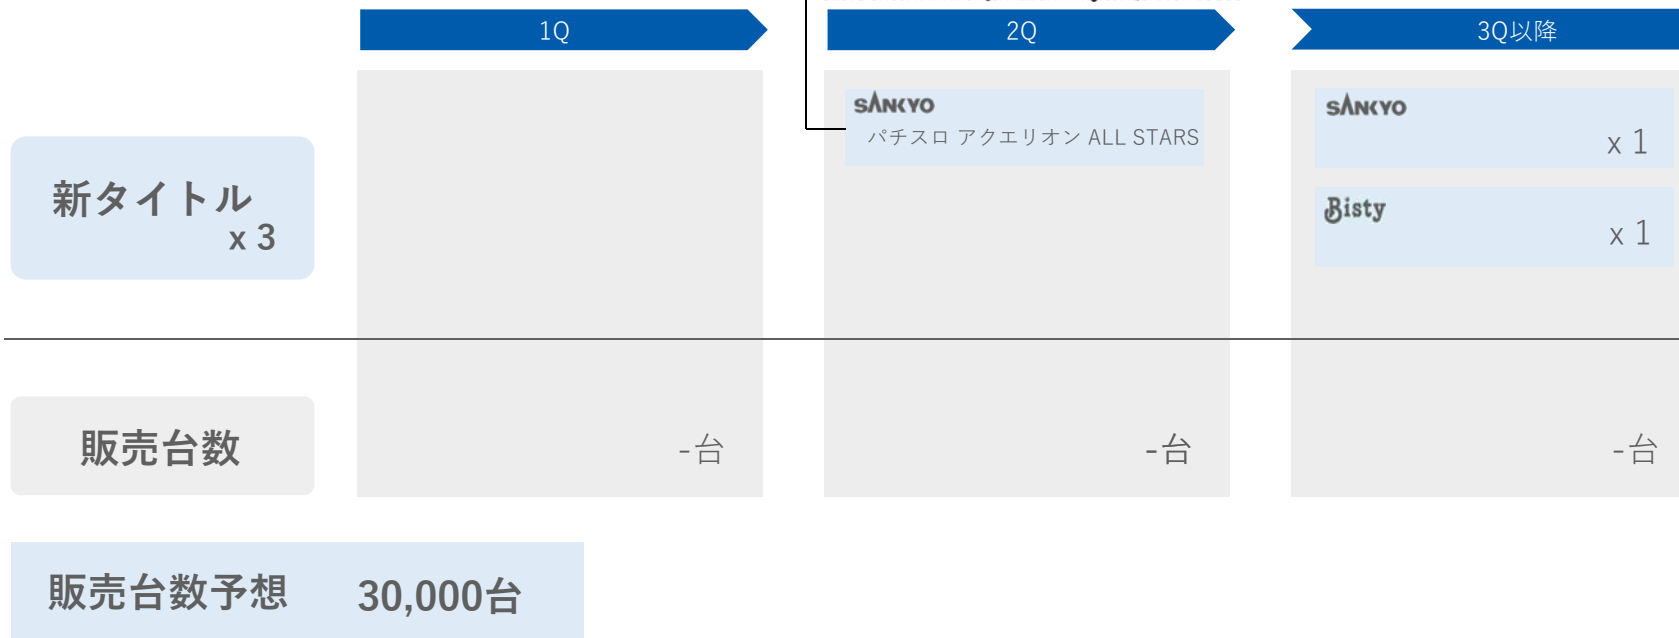 1Q
2Q
3Q以降
SANKYO
パチスロ アクエリオン ALL STARS
SANKYO
x 1
Bisty
x 1
新タイトル
x 3
販売台数
-台
-台
-台
販売台数予想 30,000台